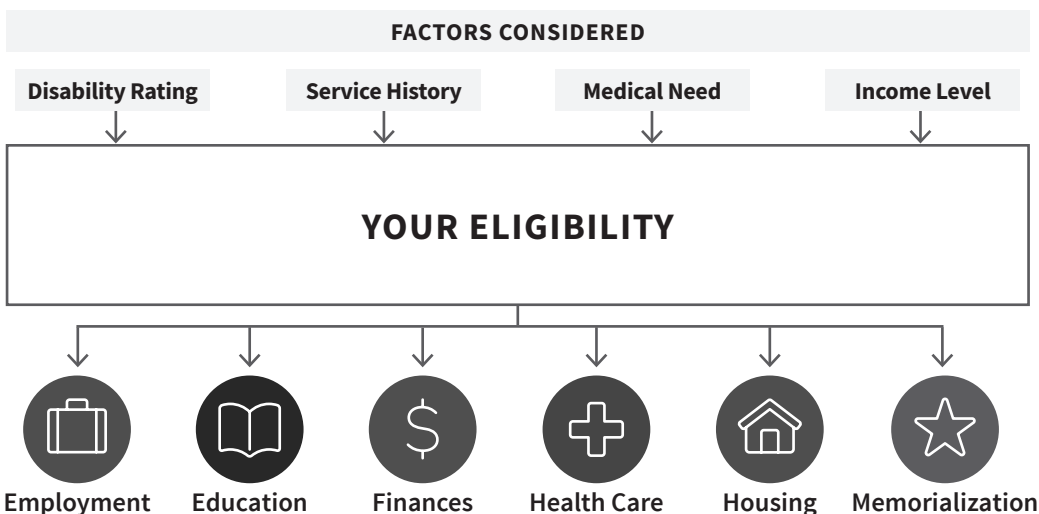 FACTORS CONSIDERED
Disability Rating
Service History
Medical Need
Income Level
YOUR ELIGIBILITY
$
Employment
Education
Finances
Health Care
Housing
Memorialization